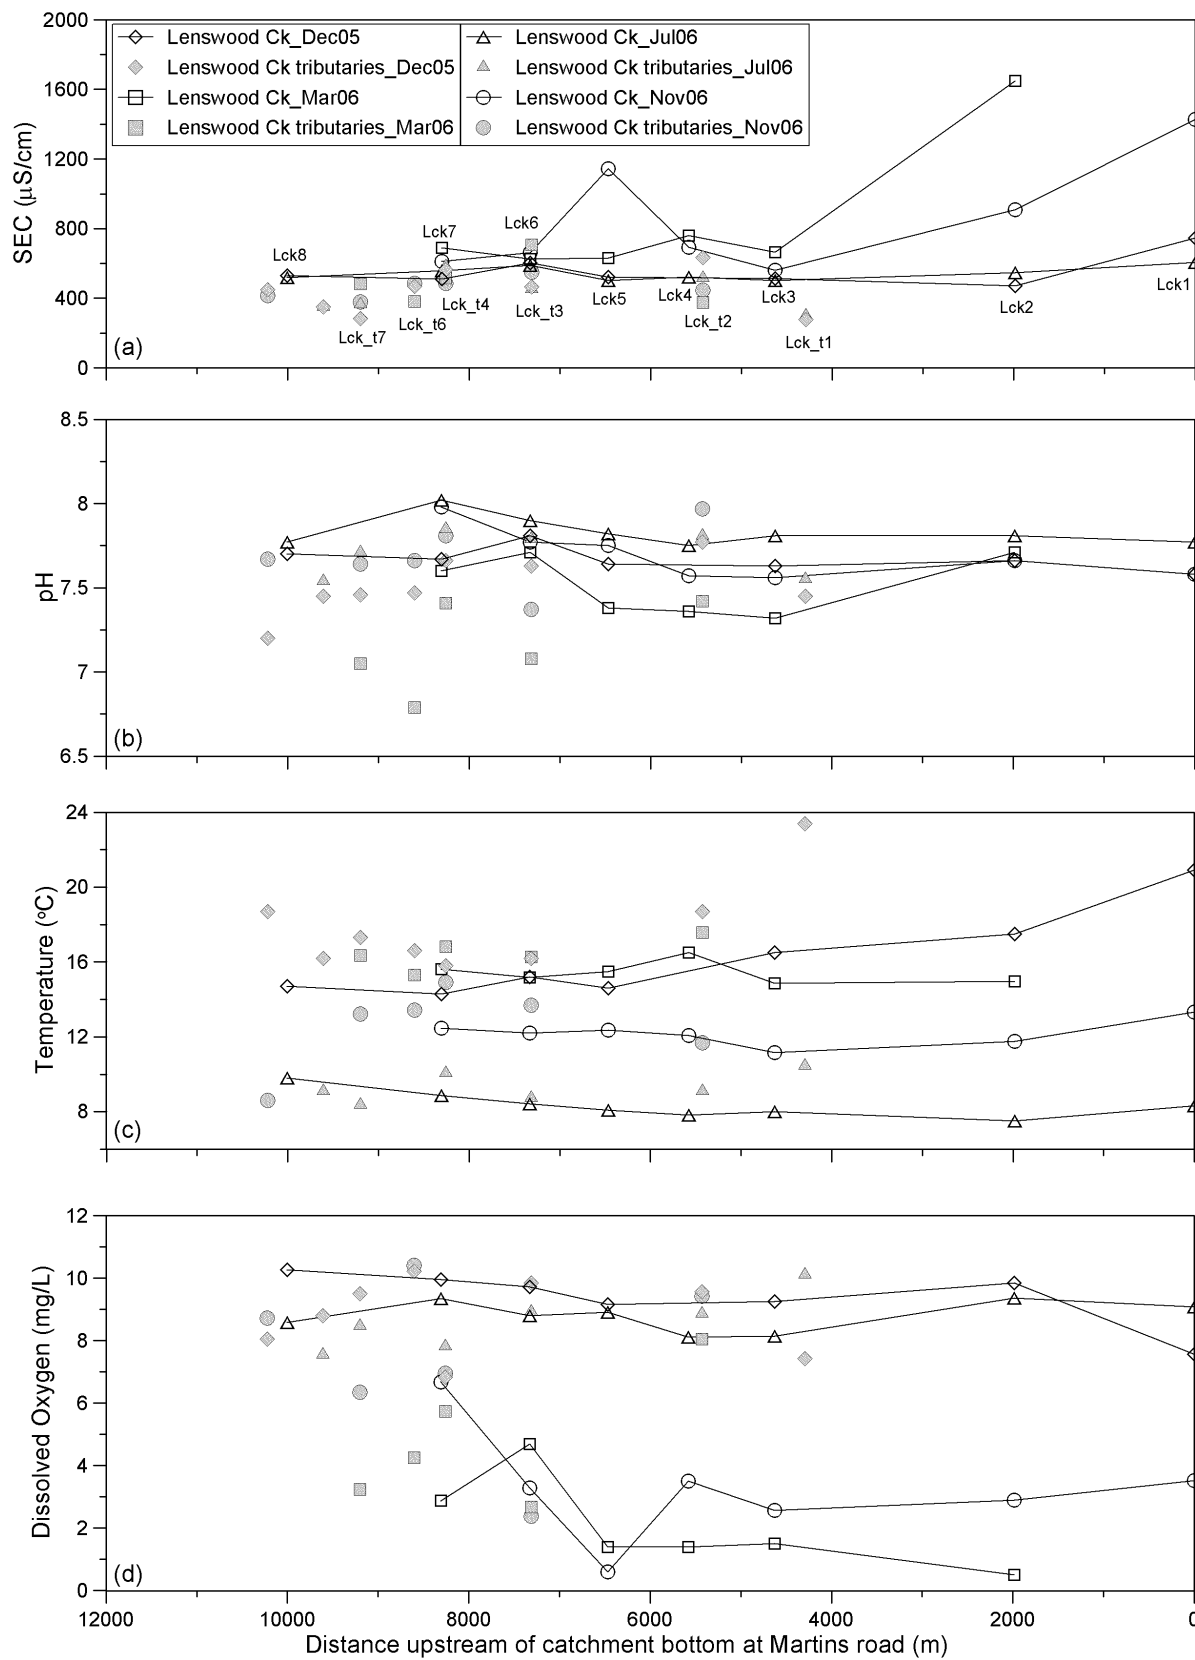 2000
1600
1200
800
400
0
SEC (μS/cm)
Lenswood Ck_Dec05
Lenswood Ck tributaries_Dec05
Lenswood Ck_Mar06
Lenswood Ck tributaries_Mar06
Lenswood Ck_Jul06
Lenswood Ck tributaries_Jul06
Lenswood Ck_Nov06
Lenswood Ck tributaries_Nov06
Lck8
Lck7
Lck6
Lck5
Lck4
Lck3
Lck2
Lck1
Lck_t7
Lck_t6
Lck_t4
Lck_t3
Lck_t2
Lck_t1
(a)
8.5
8
7.5
7
6.5
pH
(b)
24
20
16
12
8
Temperature (°C)
(c)
12
10
8
6
4
2
0
Dissolved Oxygen (mg/L)
(d)
12000 10000 8000 6000 4000 2000 0
Distance upstream of catchment bottom at Martins road (m)